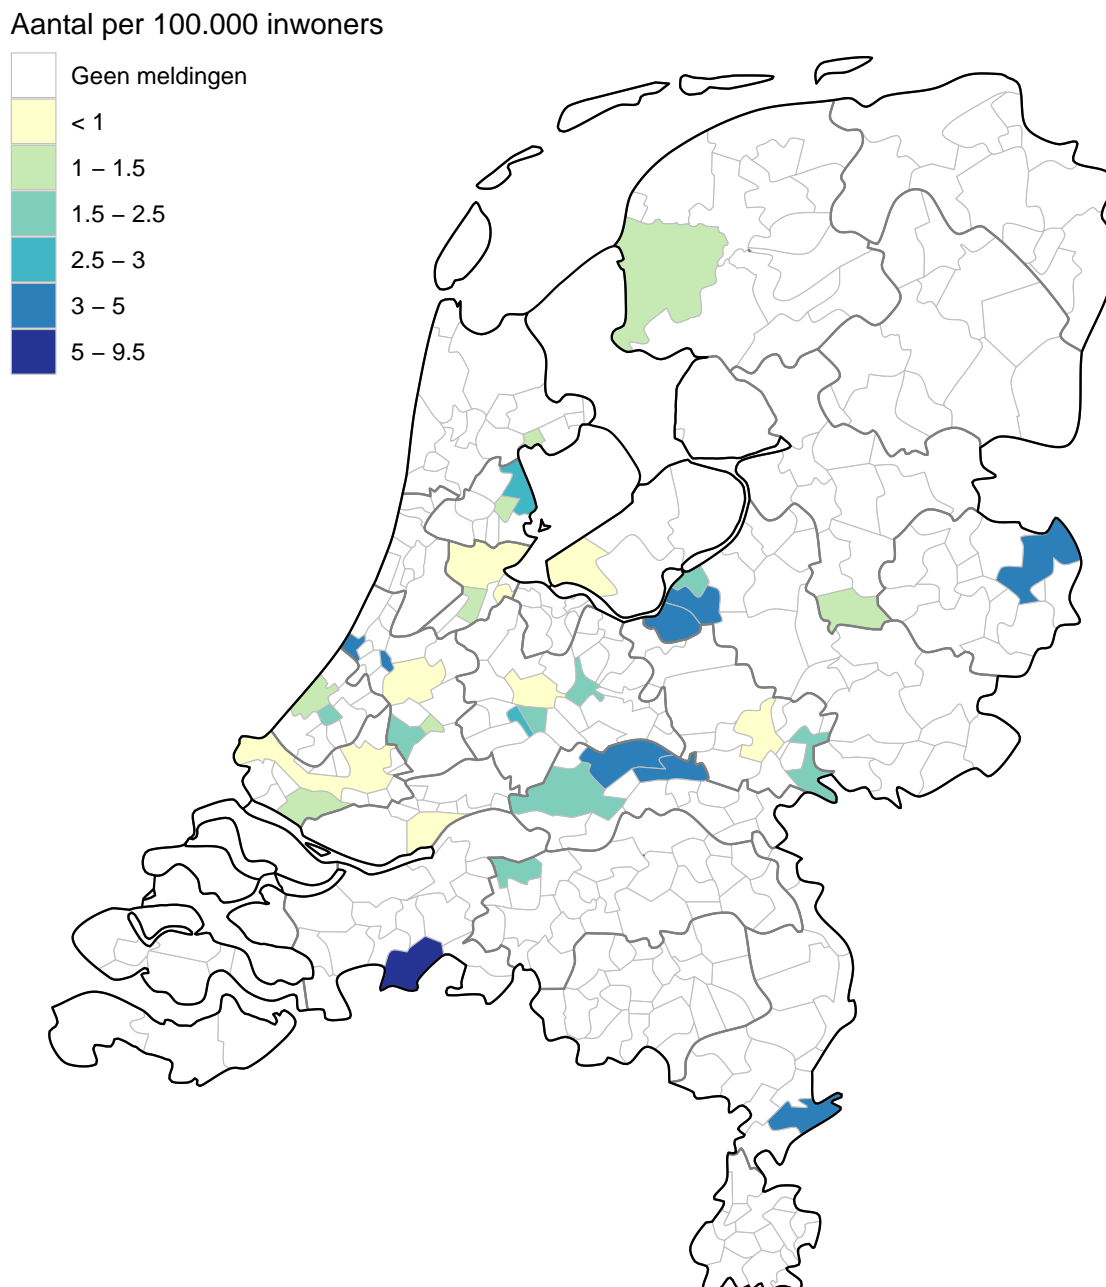 Aantal per 100.000 inwoners
Geen meldingen
< 1
1 – 1.5
1.5 – 2.5
2.5 – 3
3 – 5
5 – 9.5